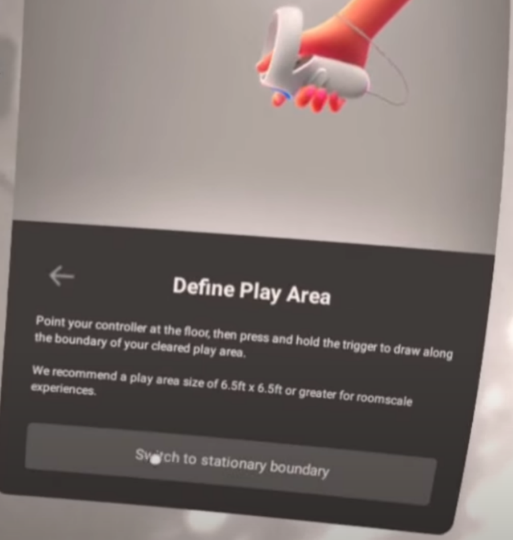 Define Play Area
Point your controller at the floor, then press and hold the trigger to draw along
the boundary of your cleared play area.
We recommend a play area size of 6.5ft x 6.5ft or greater for roomscale
experiences.
Switch to stationary boundary